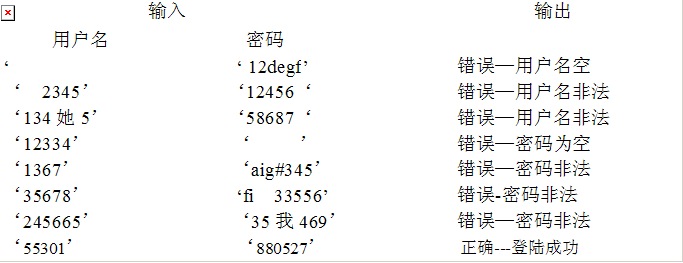 输入 输出
用户名 密码
‘ ‘ 12degf’ 错误—用户名空
‘ 2345’ ‘12456 ‘ 错误—用户名非法
‘134 她 5’ ‘58687 ‘ 错误—用户名非法
‘12334’ ‘ ’ 错误—密码为空
‘1367’ ‘aig#345’ 错误—密码非法
‘35678’ ‘fi 33556’ 错误-密码非法
‘245665’ ‘35 我 469’ 错误—密码非法
‘55301’ ‘880527’ 正确---登陆成功